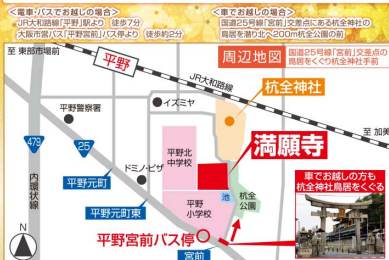 <電車・バスでお越しの場合>
JR大和路線「平野」駅より 徒歩7分
大阪市営バス「平野宮前」バス停より 徒歩約2分
<車でお越しの場合>
国道25号線「宮前」交差点にある杭全神社の
鳥居を潜り北へ200m杭全公園の前
至 東部市場前
平野
JR大和路線
周辺地図
国道25号線「宮前」交差点の
鳥居をくぐり杭全神社手前
平野警察署
イズミヤ
杭全神社
至 加美
479
25
内環状線
平野北
中学校
満願寺
ドミノ・ピザ
平野元町
平野元町東
平野
小学校
池
杭全
公園
車でお越しの方も
杭全神社鳥居をくぐる
平野宮前バス停
宮前
N